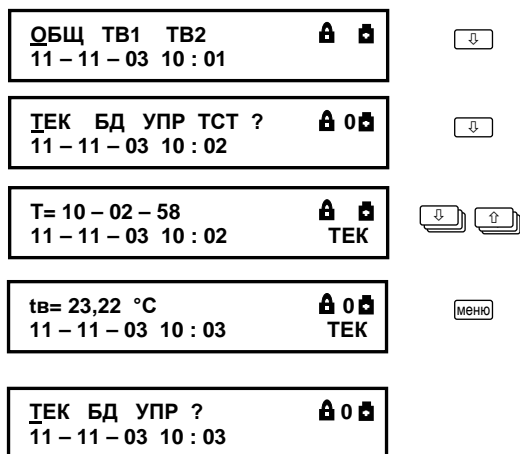 ОБЩ ТВ1 ТВ2
11 – 11 – 03 10 : 01
ТЕК БД УПР ТСТ ? 0
11 – 11 – 03 10 : 02
Т= 10 – 02 – 58
11 – 11 – 03 10 : 02 ТЕК
tв= 23,22 °С 0
11 – 11 – 03 10 : 03 ТЕК
меню
ТЕК БД УПР ? 0
11 – 11 – 03 10 : 03